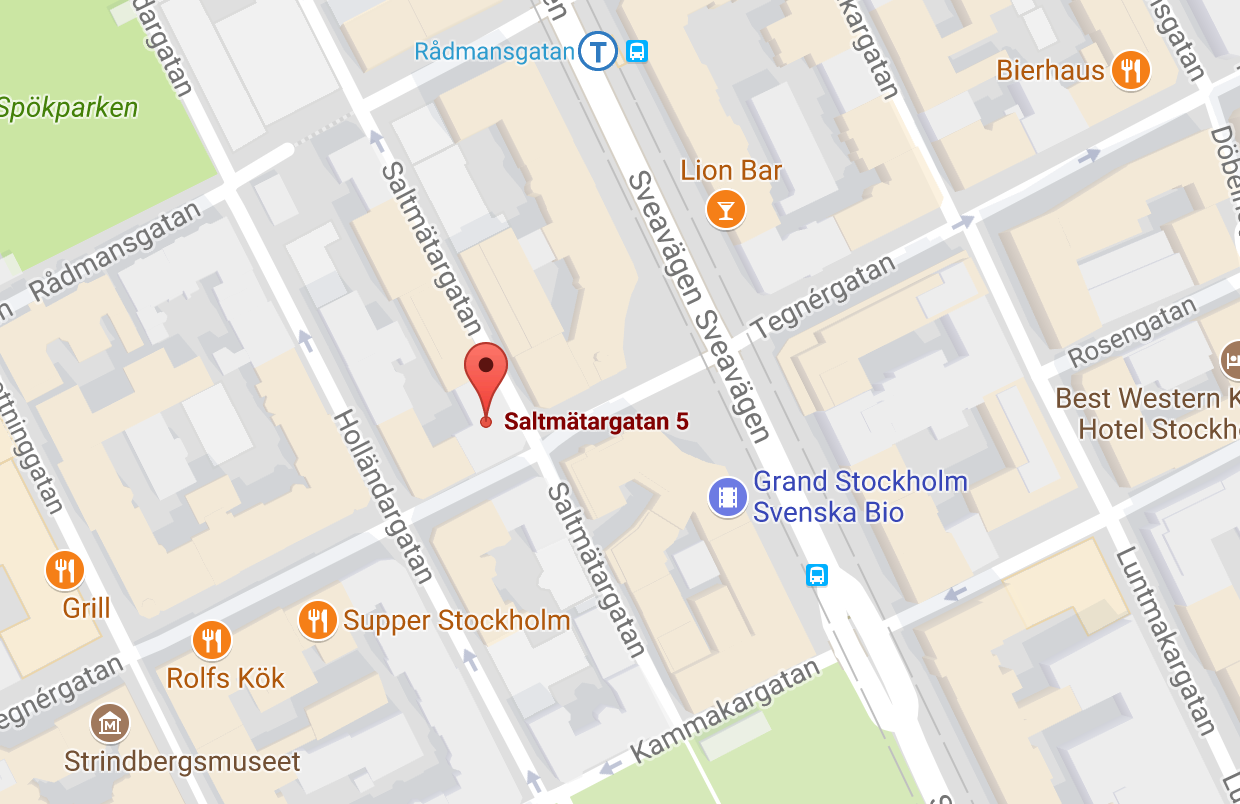 Rådmansgatan
T
Bierhaus
Spökparken
Lion Bar
Saltmätargatan
Sveavägen
Sveavägen
Rådmansgatan
Tegnérgatan
Rosengatan
Saltmätargatan 5
Best Western K
Hotel Stockh
Holländargatan
Grand Stockholm
Svenska Bio
Saltmätargatan
Grill
Supper Stockholm
Rolfs Kök
Luntmakargatan
Tegnérgatan
Kammakargatan
M
Strindbergsmuseet